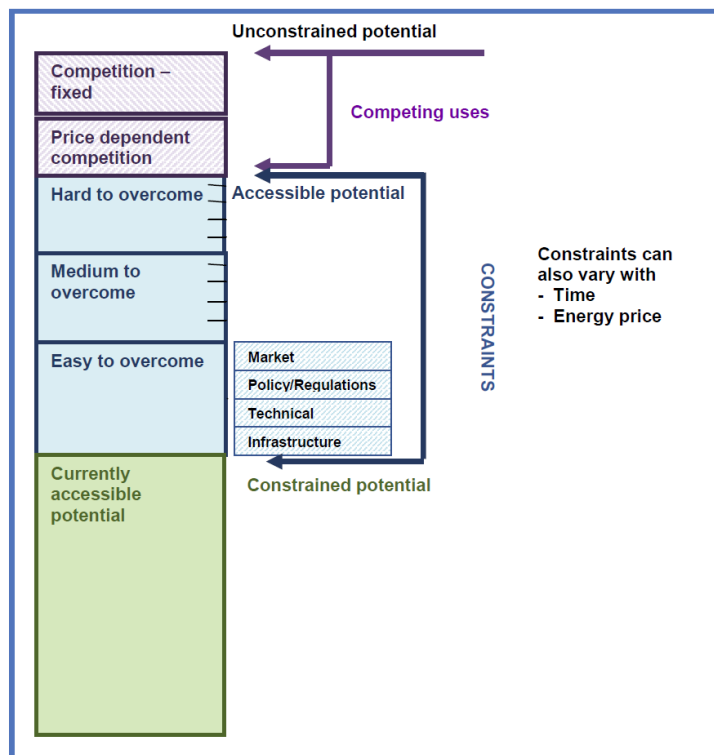 Unconstrained potential
Competition –
fixed
Competing uses
Price dependent
competition
Hard to overcome
Accessible potential
Medium to
overcome
CONSTRAINTS
Constraints can
also vary with
- Time
- Energy price
Easy to overcome
Market
Policy/Regulations
Technical
Infrastructure
Currently
accessible
potential
Constrained potential